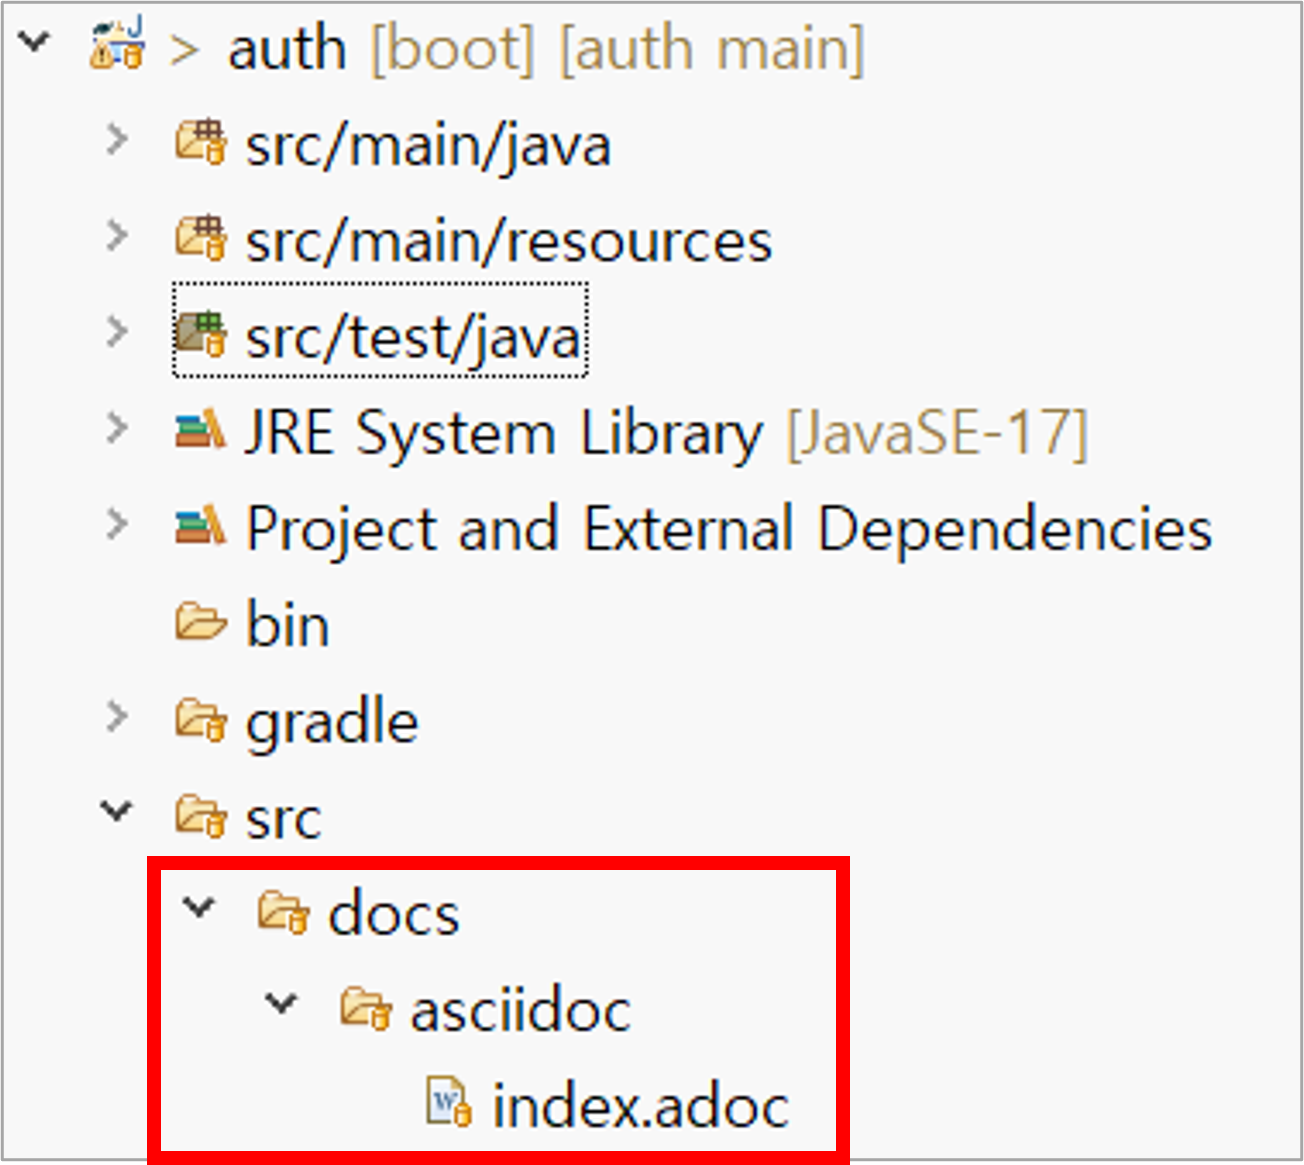 > auth [boot] [auth main]
src/main/java
src/main/resources
src/test/java
JRE System Library [JavaSE-17]
Project and External Dependencies
bin
gradle
src
docs
asciidoc
index.adoc